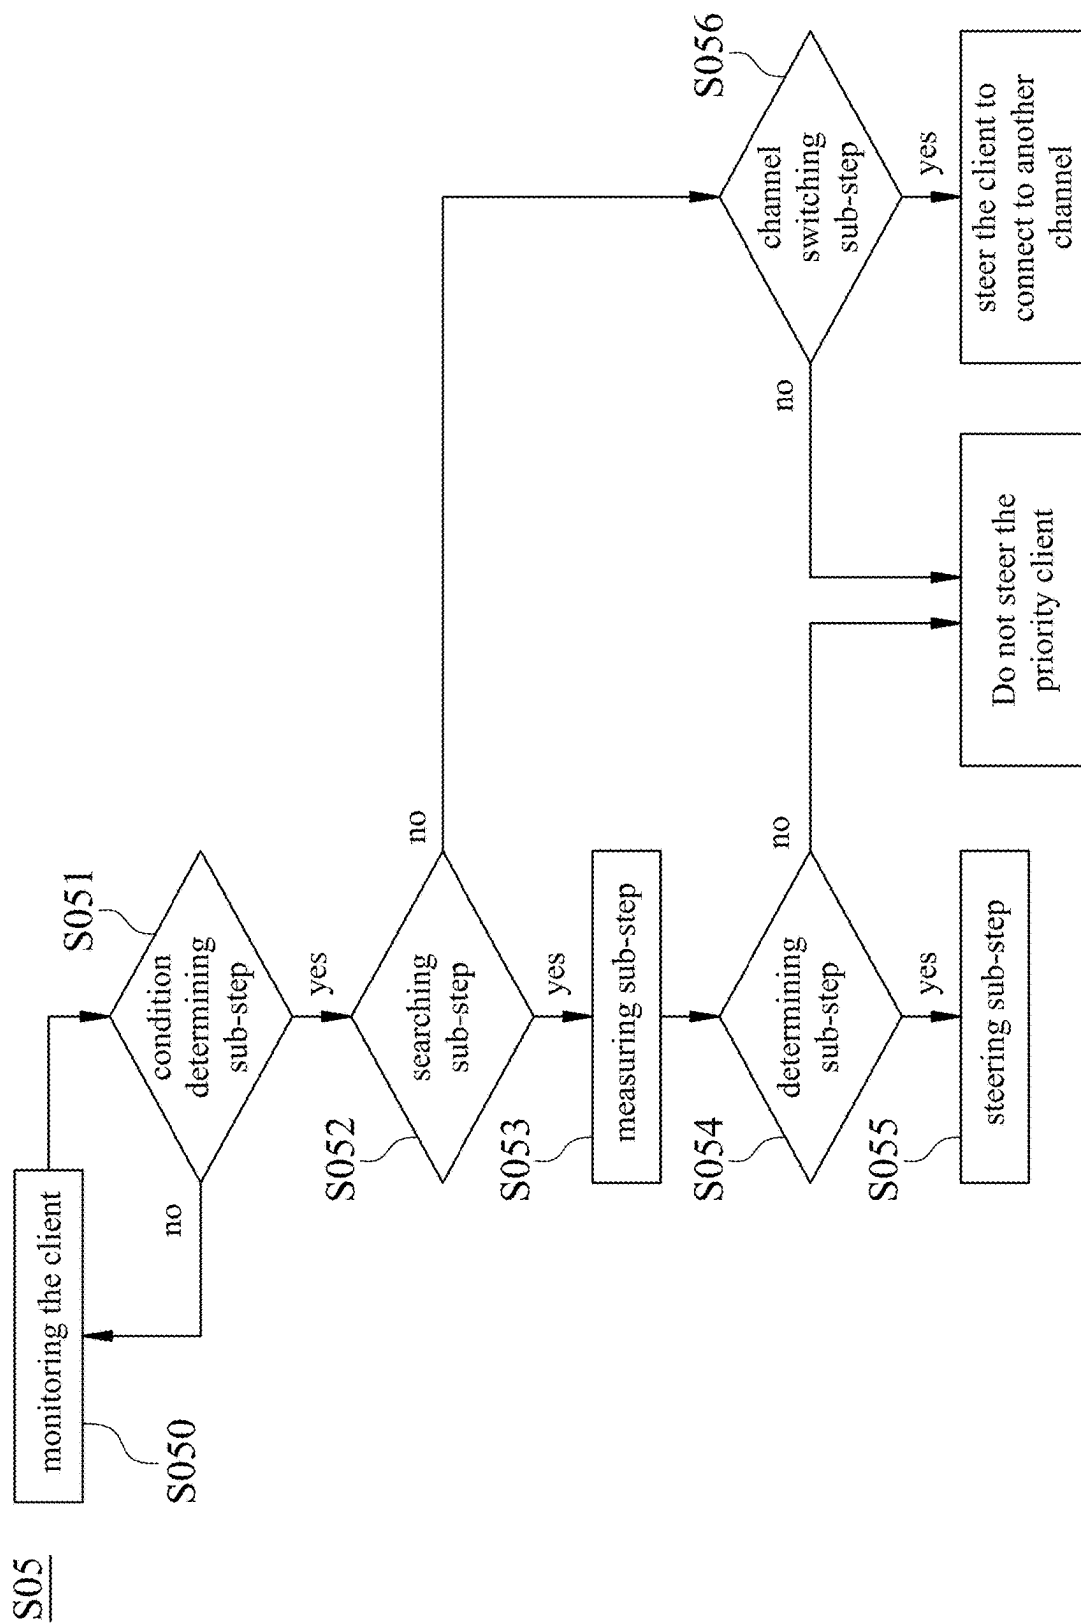 S05
monitoring the client
S050
condition
determining
sub-step
S051
no
yes
searching
sub-step
S052
no
yes
measuring sub-step
S053
determining
sub-step
S054
no
yes
steering sub-step
S055
channel
switching
sub-step
S056
no
yes
Do not steer the
priority client
steer the client to
connect to another
channel